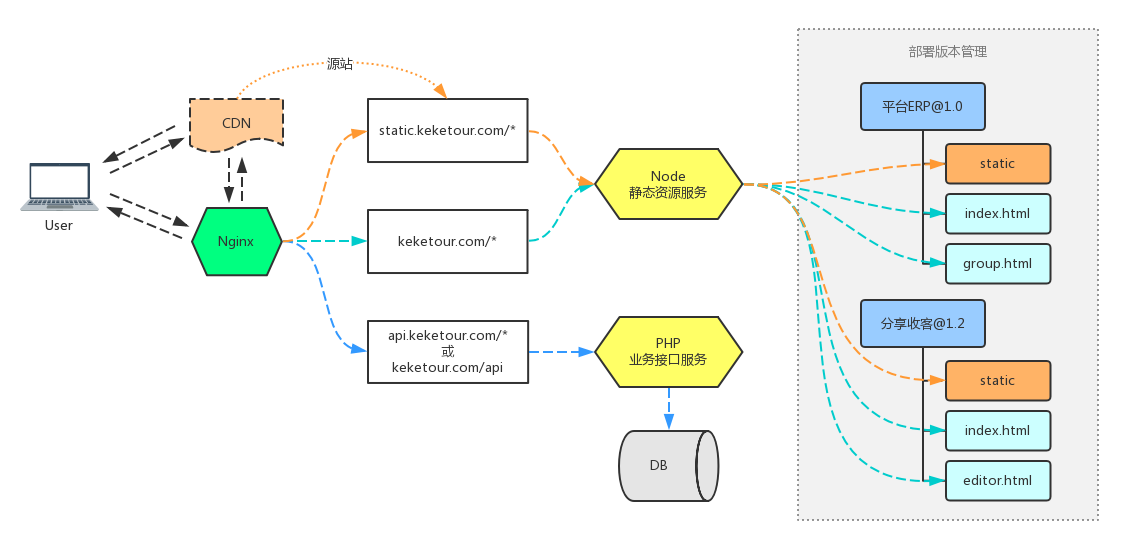 部署版本管理
源站
CDN
static.keketour.com/*
平台ERP@1.0
static
index.html
group.html
User
Nginx
keketour.com/*
Node
静态资源服务
api.keketour.com/*
或
keketour.com/api
PHP
业务接口服务
DB
分享收客@1.2
static
index.html
editor.html